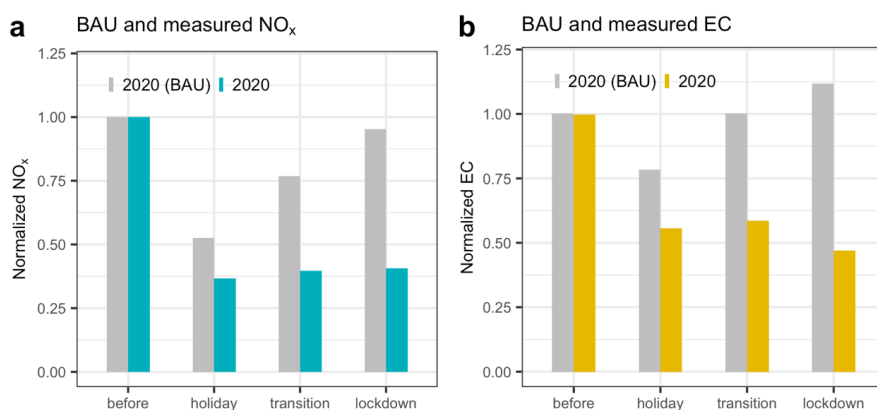 a
BAU and measured NOₓ
1.25
1.00
0.75
0.50
0.25
0.00
Normalized NOₓ
2020 (BAU) 2020
before holiday transition lockdown
b
BAU and measured EC
1.25
1.00
0.75
0.50
0.25
0.00
Normalized EC
2020 (BAU) 2020
before holiday transition lockdown